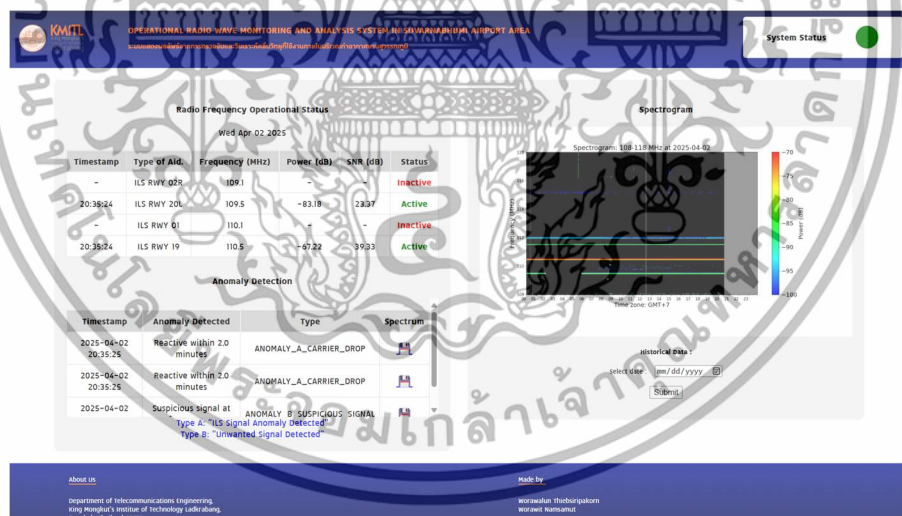 KMITL
OPERATIONAL RADIO WAVE MONITORING AND ANALYSIS SYSTEM IN SUWARNABHUMI AIRPORT AREA
System Status
Radio Frequency Operational Status
Wed Apr 02 2025
Timestamp Type of Aid. Frequency (MHz) Power (dB) SNR (dB) Status
- ILS RWY 02R 109.1 - - Inactive
20:35:24 ILS RWY 20L 109.5 -83.18 23.37 Active
- ILS RWY 01 110.1 - - Inactive
20:35:24 ILS RWY 19 110.5 -67.22 39.33 Active
Anomaly Detection
Timestamp Anomaly Detected Type Spectrum
2025-04-02 20:35:25 Reactive within 2.0 minutes ANOMALY_A_CARRIER_DROP
2025-04-02 20:35:25 Reactive within 2.0 minutes ANOMALY_A_CARRIER_DROP
2025-04-02 Suspicious signal at ANOMALY_B_SUSPICIOUS_SIGNAL
Type A: "ILS Signal Anomaly Detected"
Type B: "Unwanted Signal Detected"
Spectrogram
Spectrogram: 108-118 MHz at 2025-04-02
Frequency (MHz)
Time zone: GMT+7
Power (dB)
-70
-75
-80
-85
-90
-95
-100
Historical Data :
Select date : mm/dd/yyyy
Submit
About Us
Department of Telecommunications Engineering,
King Mongkut's Institue of Technology Ladkrabang,
Made by
Worawalun Thiebsiripakorn
Worawit Namsamut